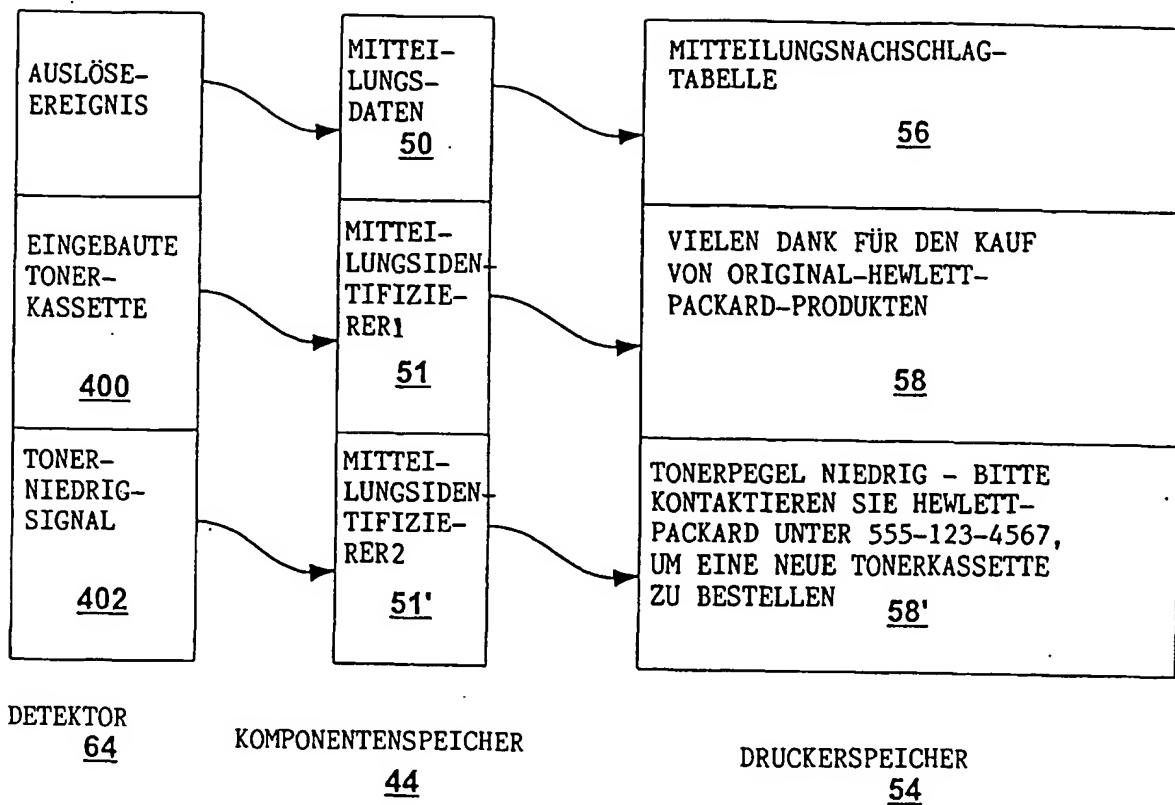 AUSLÖSE-
EREIGNIS
MITTEI-
LUNGS-
DATEN
50
MITTEILUNGSNACHSCHLAG-
TABELLE
56
EINGEBAUTE
TONER-
KASSETTE
400
MITTEI-
LUNGSIDEN-
TIFIZIE-
RER1
51
VIELEN DANK FÜR DEN KAUF
VON ORIGINAL-HEWLETT-
PACKARD-PRODUKTEN
58
TONER-
NIEDRIG-
SIGNAL
402
MITTEI-
LUNGSIDEN-
TIFIZIE-
RER2
51'
TONERPEGEL NIEDRIG - BITTE
KONTAKTIEREN SIE HEWLETT-
PACKARD UNTER 555-123-4567,
UM EINE NEUE TONERKASSETTE
ZU BESTELLEN
58'
DETEKTOR
64
KOMPONENTENSPEICHER
44
DRUCKERSPEICHER
54